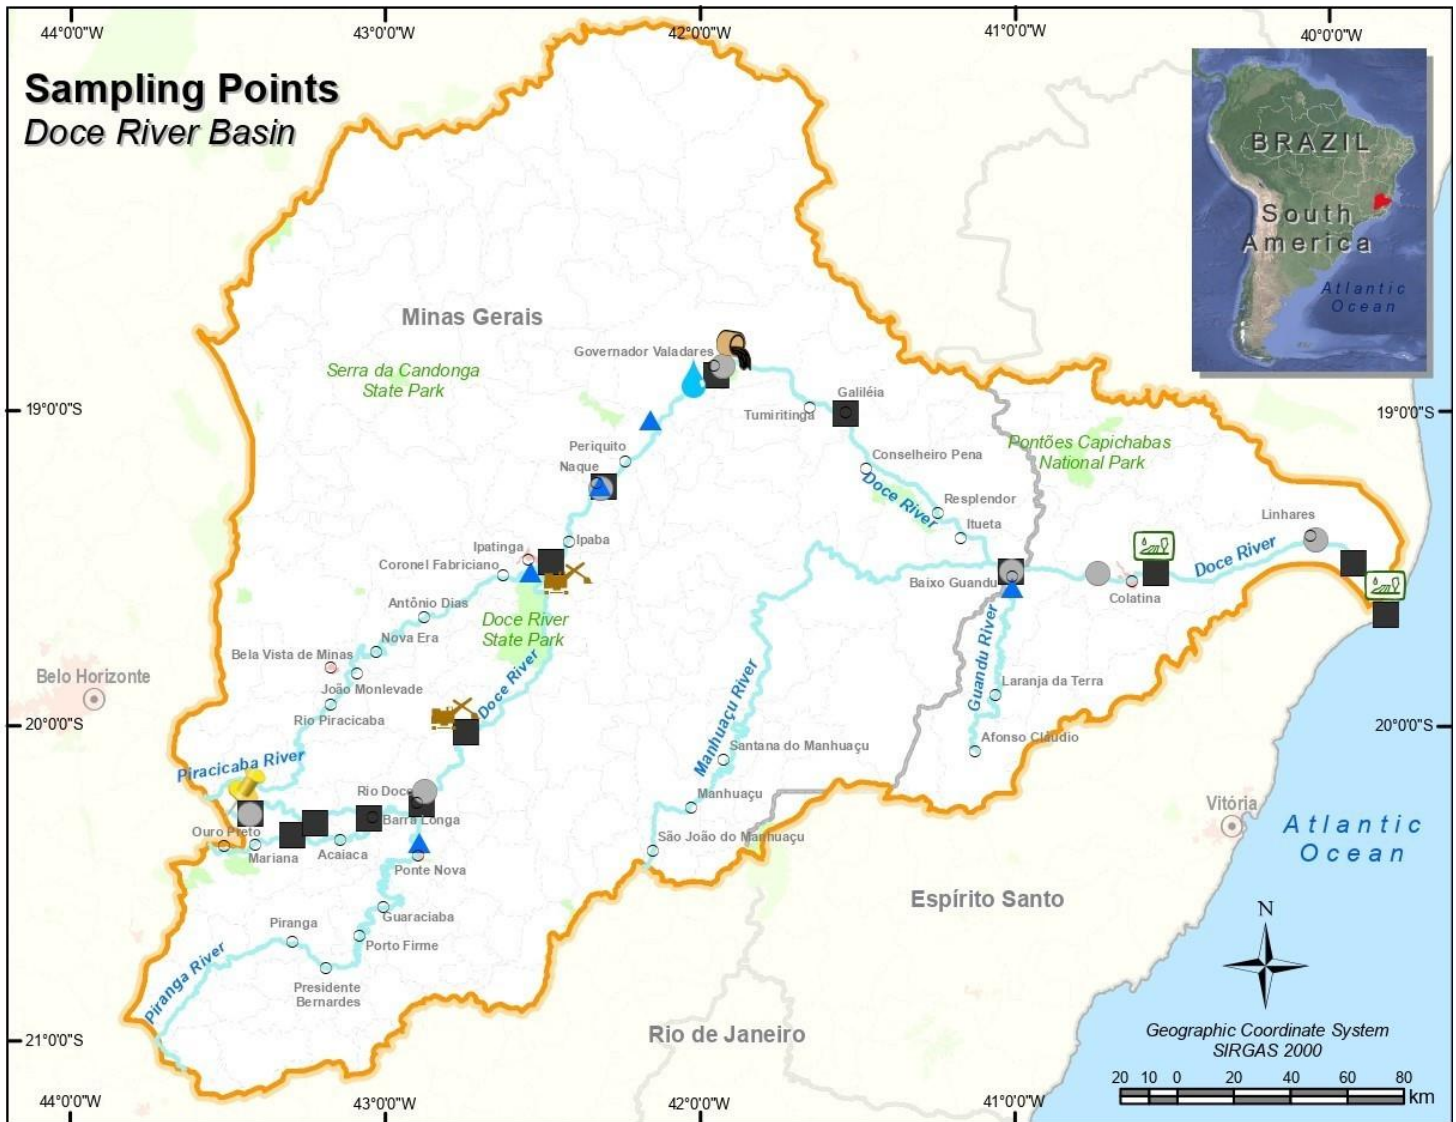 44°0'0"W
43°0'0"W
42°0'0"W
41°0'0"W
40°0'0"W
Sampling Points
Doce River Basin
BRAZIL
South
America
Atlantic
Ocean
Minas Gerais
Serra da Candonga
State Park
Governador Valadares
19°0'0"S
Tumiritinga
Galiléia
19°0'0"S
Pontões Capichabas
National Park
Periquito
Naque
Conselheiro Pena
Doce River
Resplendor
Itueta
Linhares
Ipatinga
Ipaba
Coronel Fabriciano
Baixo Guandu
Doce River
Colatina
Antônio Dias
Doce River
State Park
Nova Era
Bela Vista de Minas
João Monlevade
Rio Piracicaba
Doce River
Guandu River
Laranja da Terra
Belo Horizonte
Manhuaçu River
20°0'0"S
Afonso Cláudio
20°0'0"S
Santana do Manhuaçu
Piracicaba River
Rio Doce
Manhuaçu
Vitória
Barra Longa
Ouro Preto
Mariana
Acaiaca
São João do Manhuaçu
Atlantic
Ocean
Ponte Nova
Espírito Santo
Guaraciaba
Piranga
Porto Firme
N
Piranga River
Presidente
Bernardes
Rio de Janeiro
21°0'0"S
Geographic Coordinate System
SIRGAS 2000
20 10 0 20 40 60 80
km
44°0'0"W
43°0'0"W
42°0'0"W
41°0'0"W